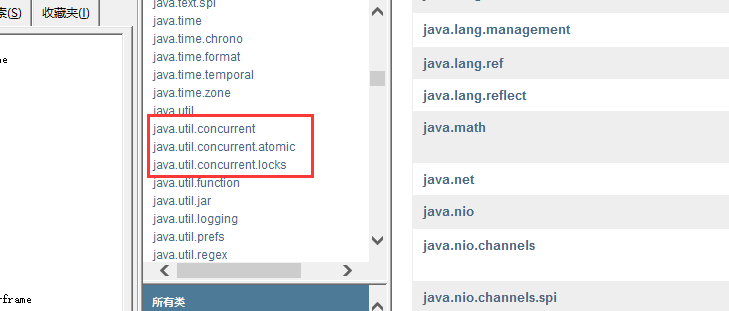 索(S)
收藏夹(I)
ne
rframe
java.text.spi
java.time
java.time.chrono
java.time.format
java.time.temporal
java.time.zone
java.util
java.util.concurrent
java.util.concurrent.atomic
java.util.concurrent.locks
java.util.function
java.util.jar
java.util.logging
java.util.prefs
java.util.regex
所有类
java.lang.management
java.lang.ref
java.lang.reflect
java.math
java.net
java.nio
java.nio.channels
java.nio.channels.spi